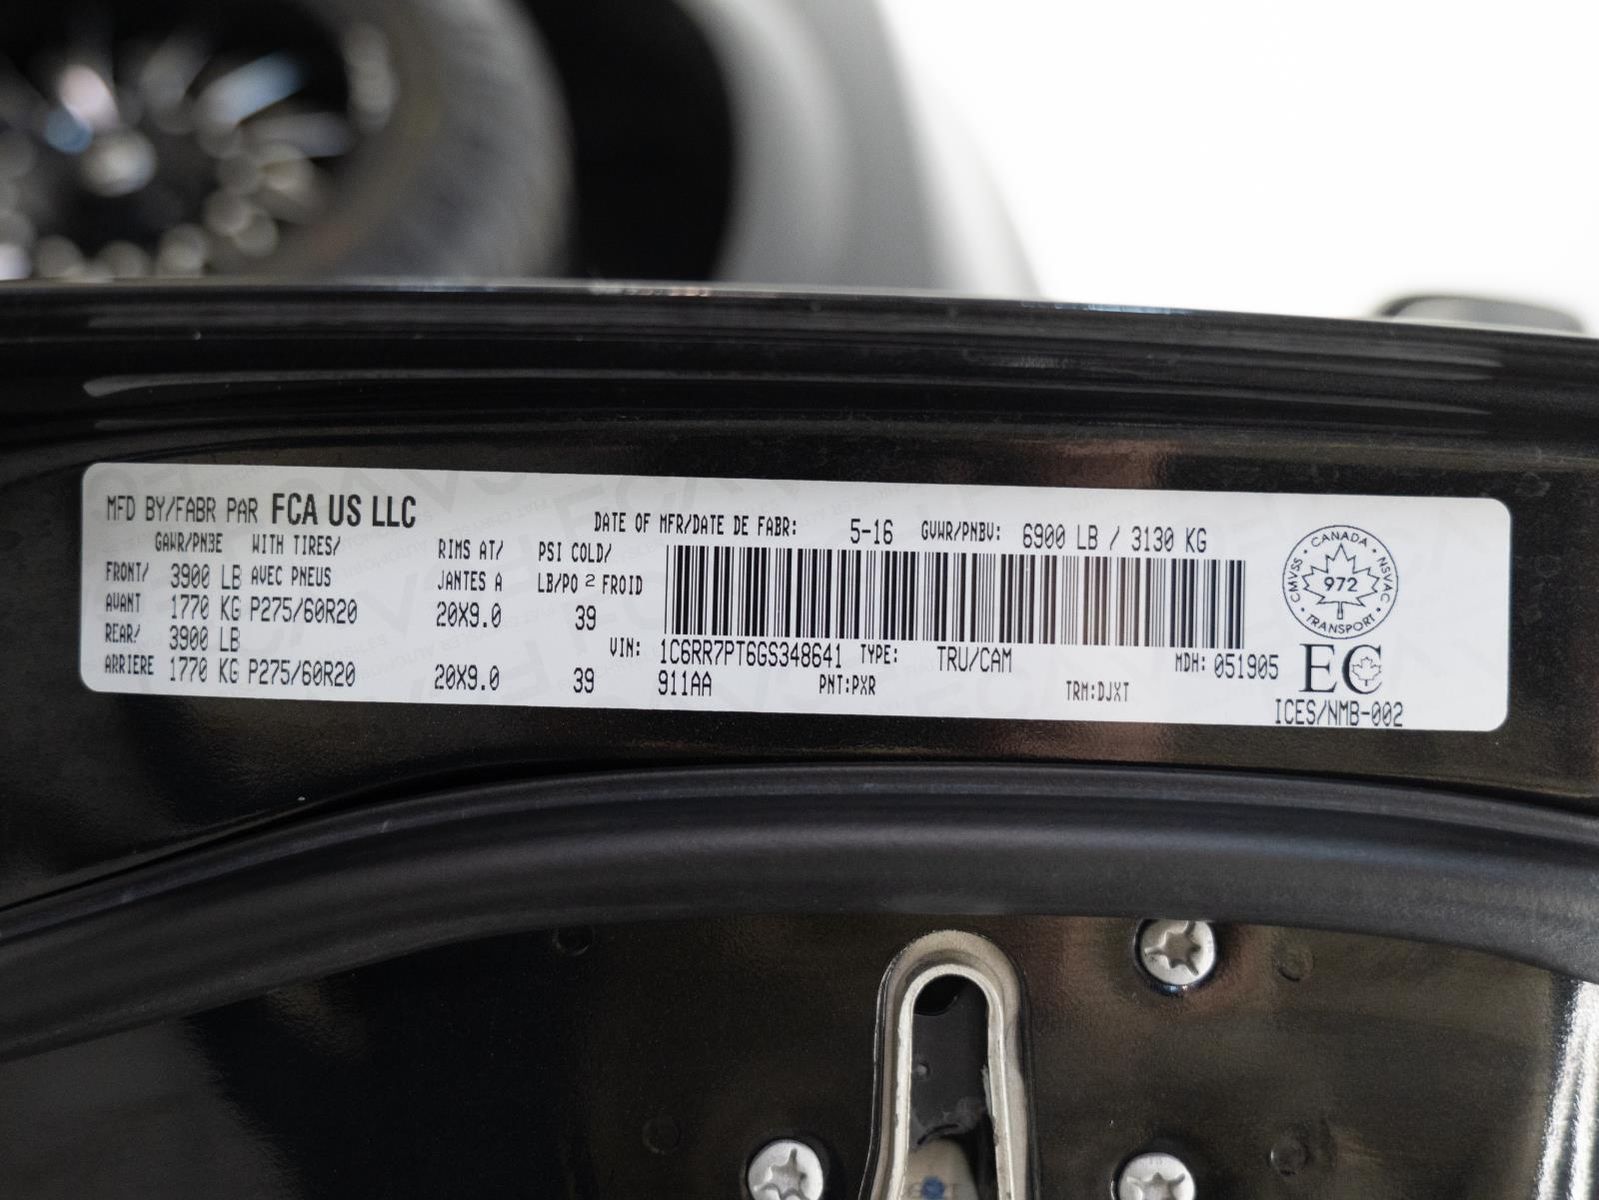 MFD BY/FABR PAR FCA US LLC
DATE OF MFR/DATE DE FABR: 5-16 GVWR/PNBV: 6900 LB / 3130 KG
GAWR/PNBE WITH TIRES/ RIMS AT/ PSI COLD/
FRONT/ 3900 LB AVEC PNEUS JANTES A LB/PO 2 FROID
AVANT 1770 KG P275/60R20 20X9.0 39
REAR/ 3900 LB
ARRIERE 1770 KG P275/60R20 20X9.0 39
VIN: 1C6RR7PT6GS348641 TYPE: TRU/CAM MDH: 051905
911AA PNT:PXR TRM:DJXT
CANADA
CMVSS 972 NSVAC
TRANSPORT
EC
ICES/NMB-002